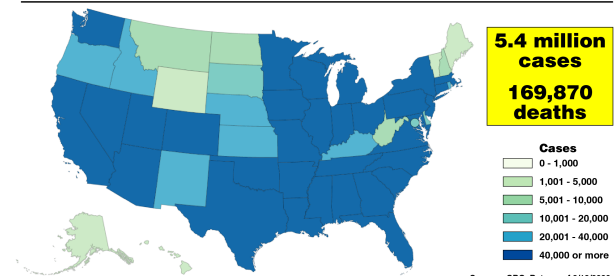 5.4 million
cases
169,870
deaths
Cases
0 - 1,000
1,001 - 5,000
5,001 - 10,000
10,001 - 20,000
20,001 - 40,000
40,000 or more